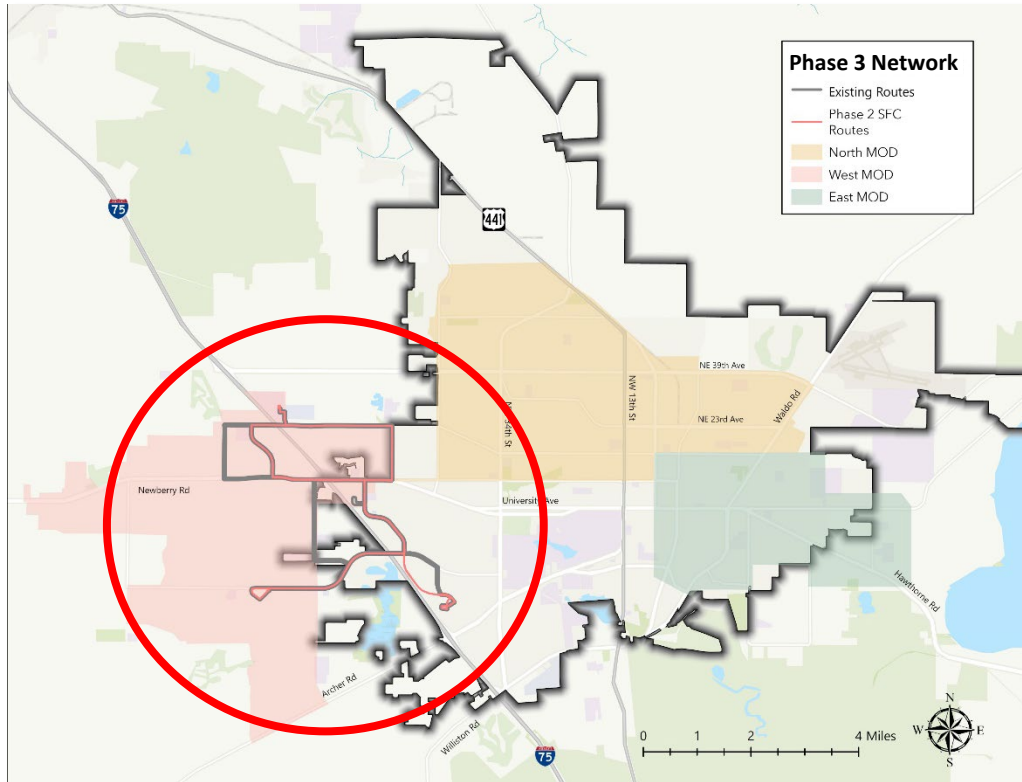 Phase 3 Network
Existing Routes
Phase 2 SFC
Routes
North MOD
West MOD
East MOD
75
441
NE 39th Ave
NW 13th St
Waldo Rd
NE 23rd Ave
Newberry Rd
University Ave
Hawthorne Rd
Archer Rd
Williston Rd
75
0 1 2 4 Miles
N
W E
S